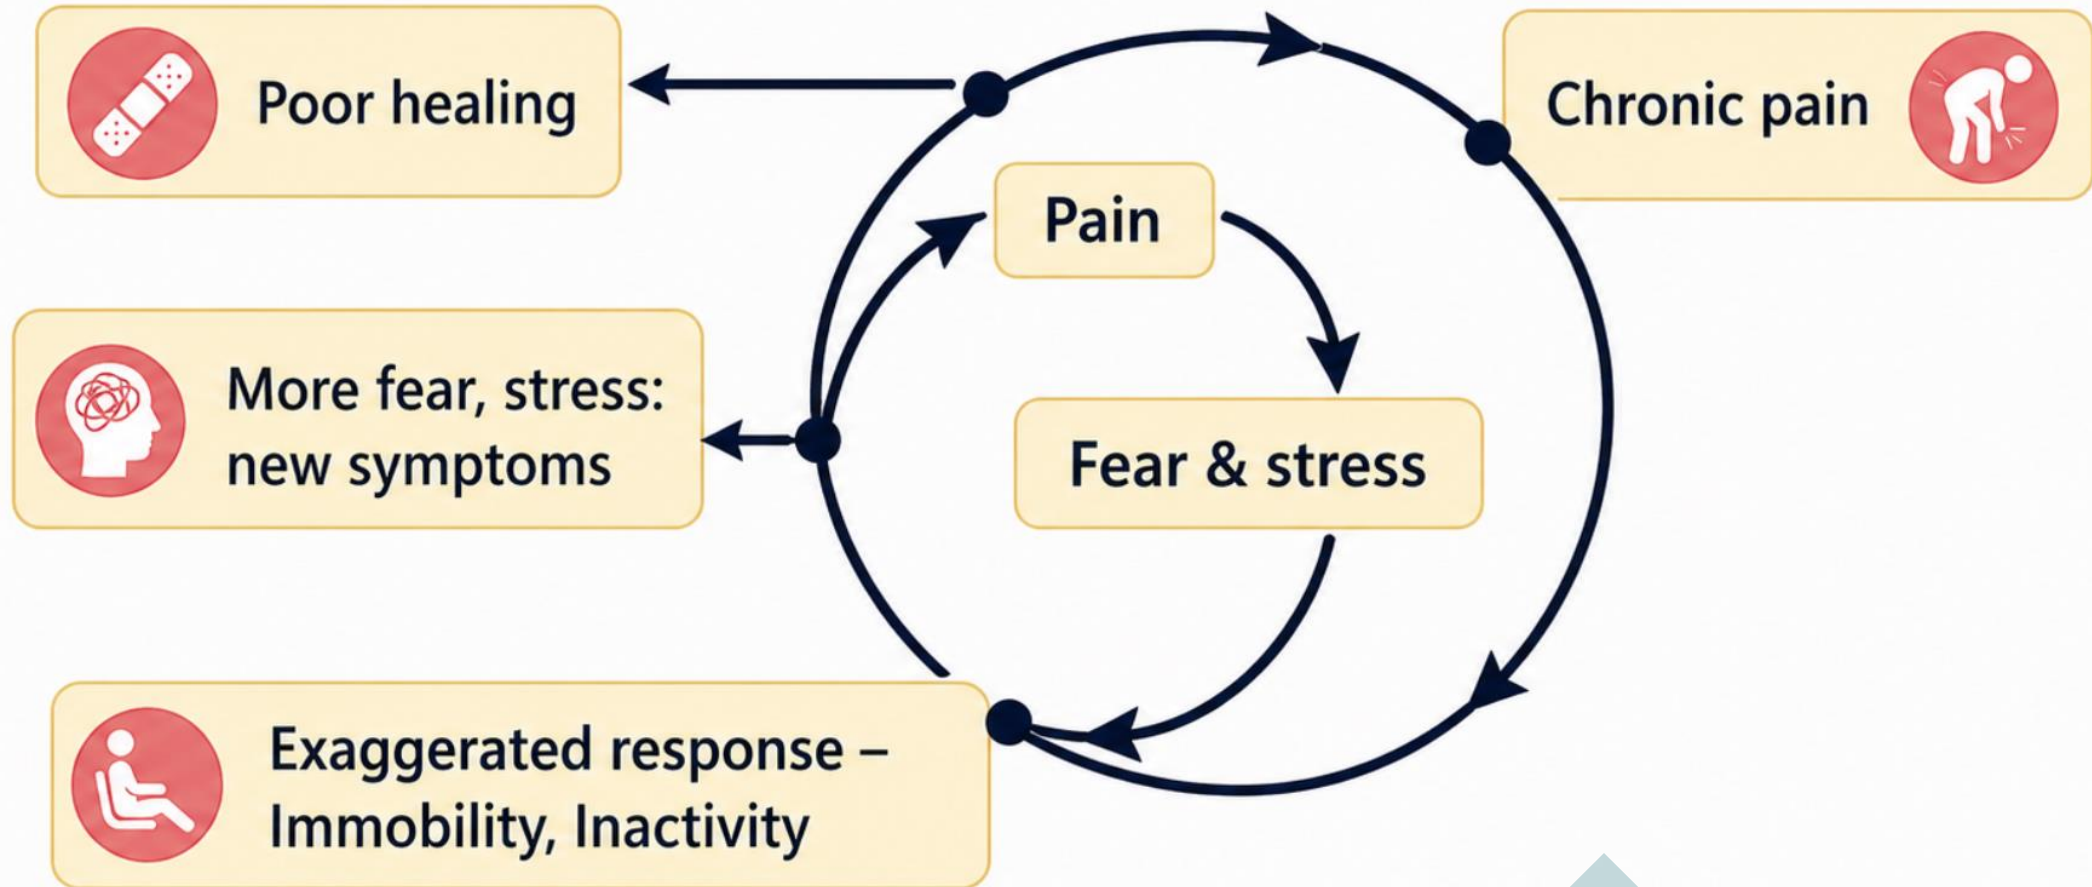 Poor healing
Chronic pain
Pain
More fear, stress:
new symptoms
Fear & stress
Exaggerated response –
Immobility, Inactivity